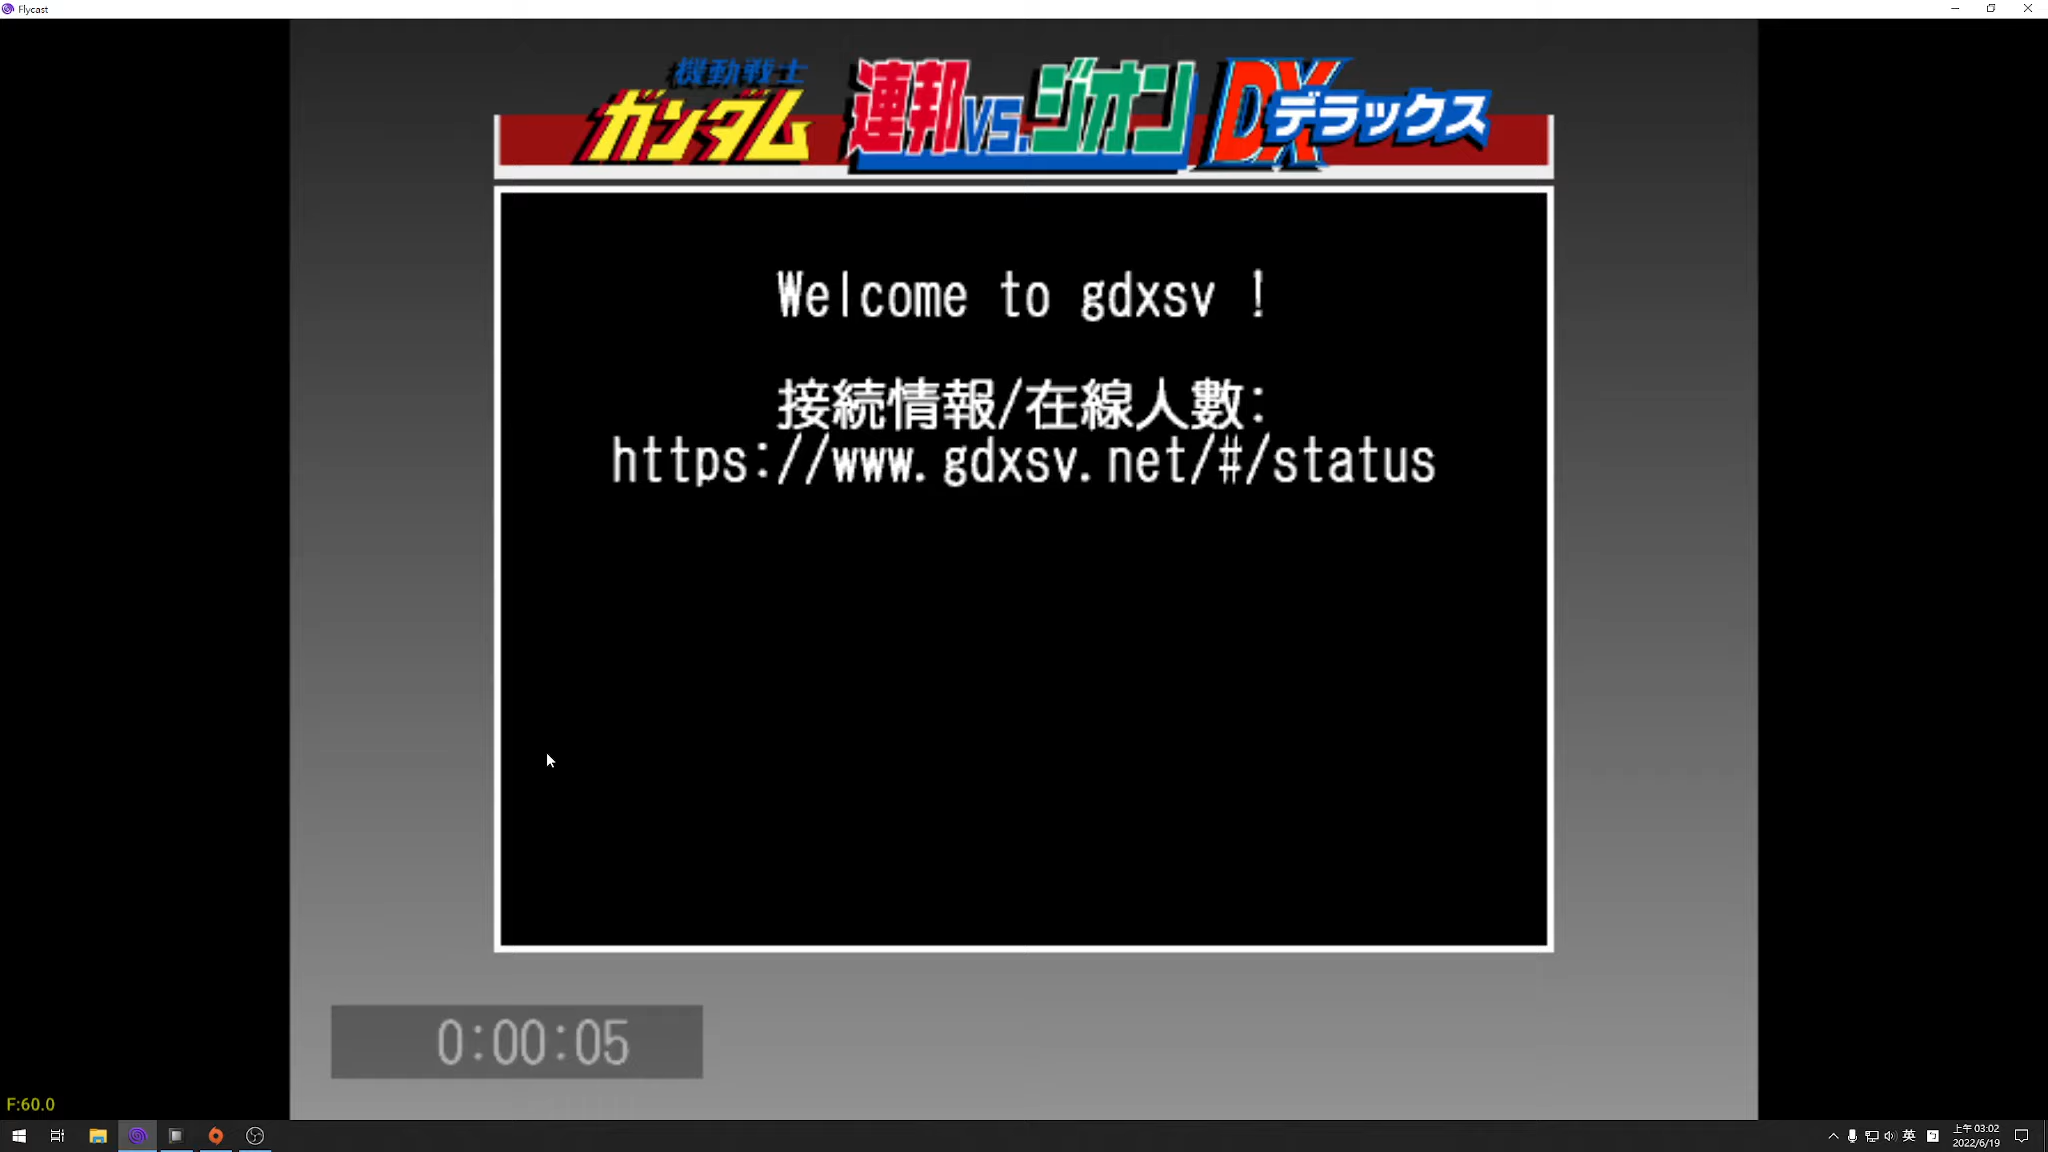 Flycast
機動戦士
ガンダム 連邦vs.ジオン DX デラックス
Welcome to gdxsv !
接続情報/在線人數:
https://www.gdxsv.net/#/status
0:00:05
F:60.0
英
上午 03:02
2022/6/19